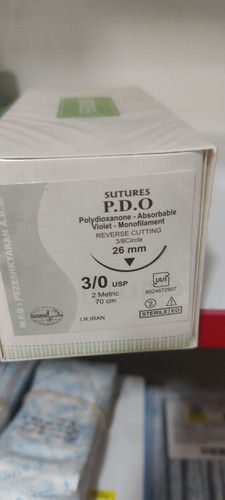 SUTURES
P.D.O
Polydioxanone - Absorbable
Violet - Monofilament
REVERSE CUTTING
3/8Circle
26 mm
3/0 USP
2 Metric
70 cm
9024672907
STERILE EO
I.R.IRAN